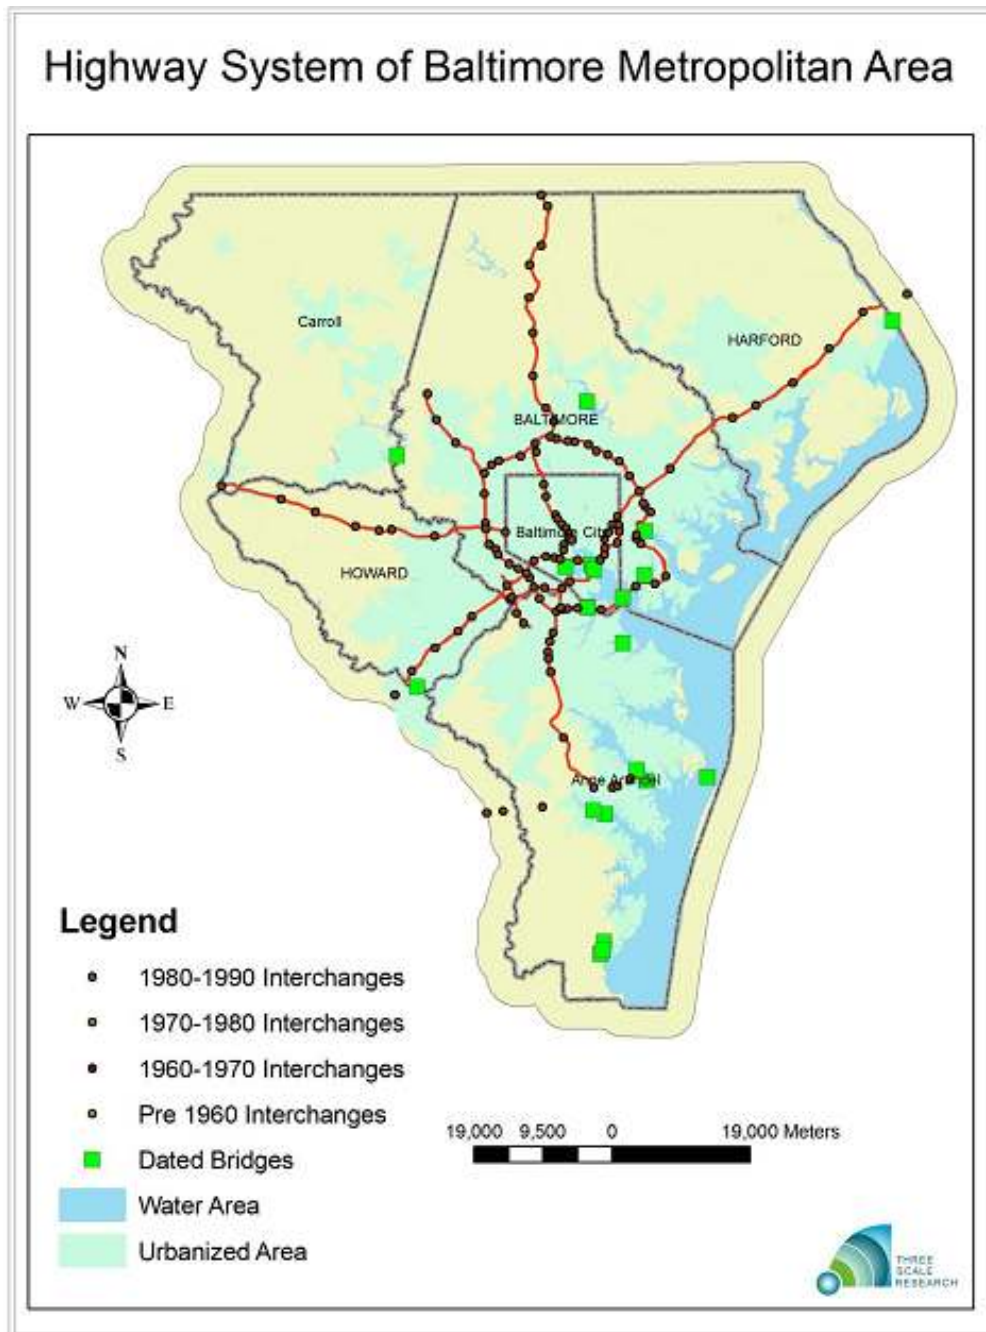 Highway System of Baltimore Metropolitan Area
Carroll
HARFORD
BALTIMORE
Baltimore City
HOWARD
N
W E
S
Anne Arundel
Legend
1980-1990 Interchanges
1970-1980 Interchanges
1960-1970 Interchanges
Pre 1960 Interchanges
Dated Bridges
Water Area
Urbanized Area
19,000 9,500 0 19,000 Meters
THREE
SCALE
RESEARCH